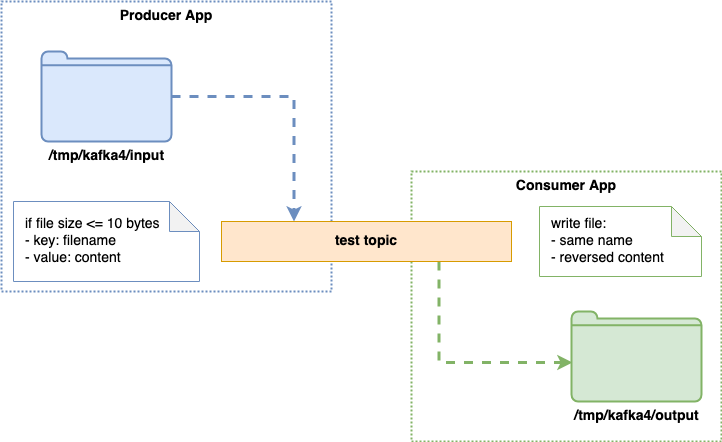 Producer App
/tmp/kafka4/input
if file size <= 10 bytes
- key: filename
- value: content
test topic
Consumer App
write file:
- same name
- reversed content
/tmp/kafka4/output